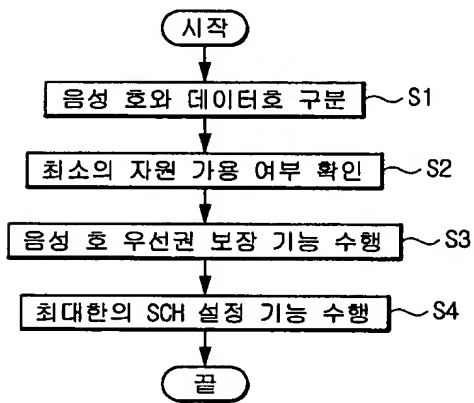 시작
음성 호와 데이터호 구분
S1
최소의 자원 가용 여부 확인
S2
음성 호 우선권 보장 기능 수행
S3
최대한의 SCH 설정 기능 수행
S4
끝